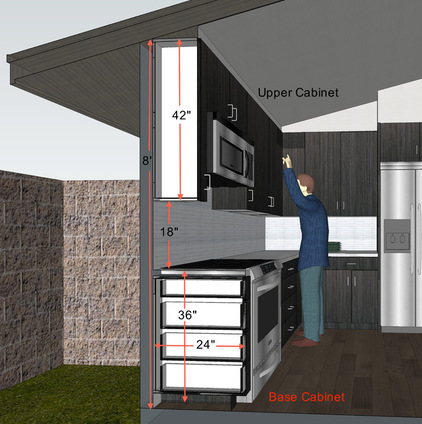 Upper Cabinet
42"
8'
18"
36"
24"
Base Cabinet